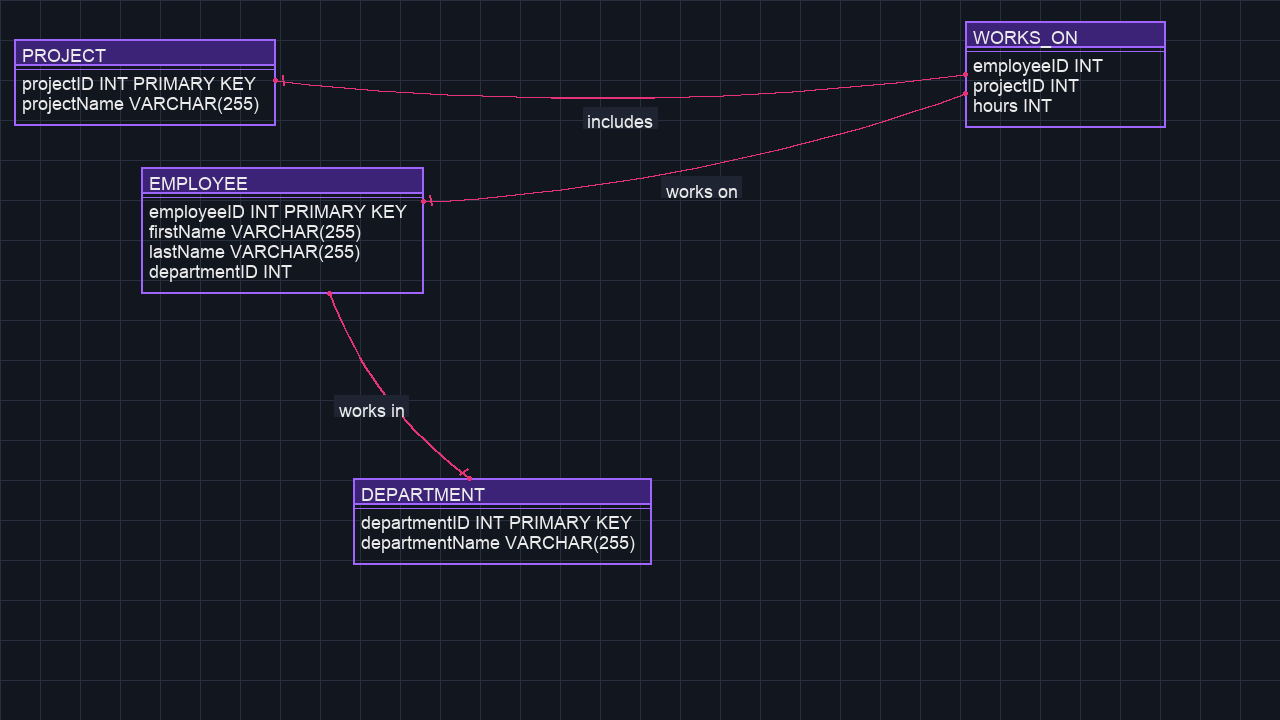 PROJECT
projectID INT PRIMARY KEY
projectName VARCHAR(255)
WORKS_ON
employeeID INT
projectID INT
hours INT
includes
works on
EMPLOYEE
employeeID INT PRIMARY KEY
firstName VARCHAR(255)
lastName VARCHAR(255)
departmentID INT
works in
DEPARTMENT
departmentID INT PRIMARY KEY
departmentName VARCHAR(255)